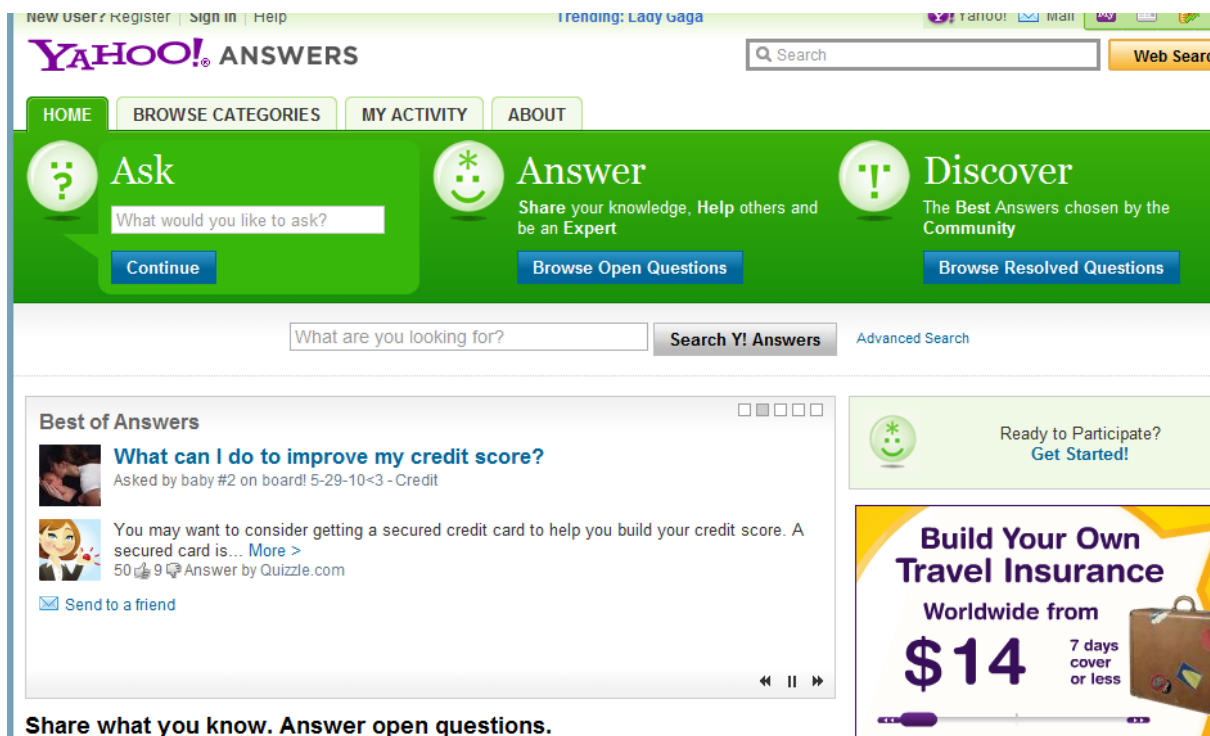 New User? Register Sign In Help
Trending: Lady Gaga
Yahoo! Mail My
YAHOO!® ANSWERS
Search
Web Searc
HOME BROWSE CATEGORIES MY ACTIVITY ABOUT
Ask
What would you like to ask?
Continue
Answer
Share your knowledge, Help others and
be an Expert
Browse Open Questions
Discover
The Best Answers chosen by the
Community
Browse Resolved Questions
What are you looking for?
Search Y! Answers
Advanced Search
Best of Answers
What can I do to improve my credit score?
Asked by baby #2 on board! 5-29-10<3 - Credit
You may want to consider getting a secured credit card to help you build your credit score. A
secured card is... More >
50 9 Answer by Quizzle.com
Send to a friend
Share what you know. Answer open questions.
Ready to Participate?
Get Started!
Build Your Own
Travel Insurance
Worldwide from
$14
7 days
cover
or less